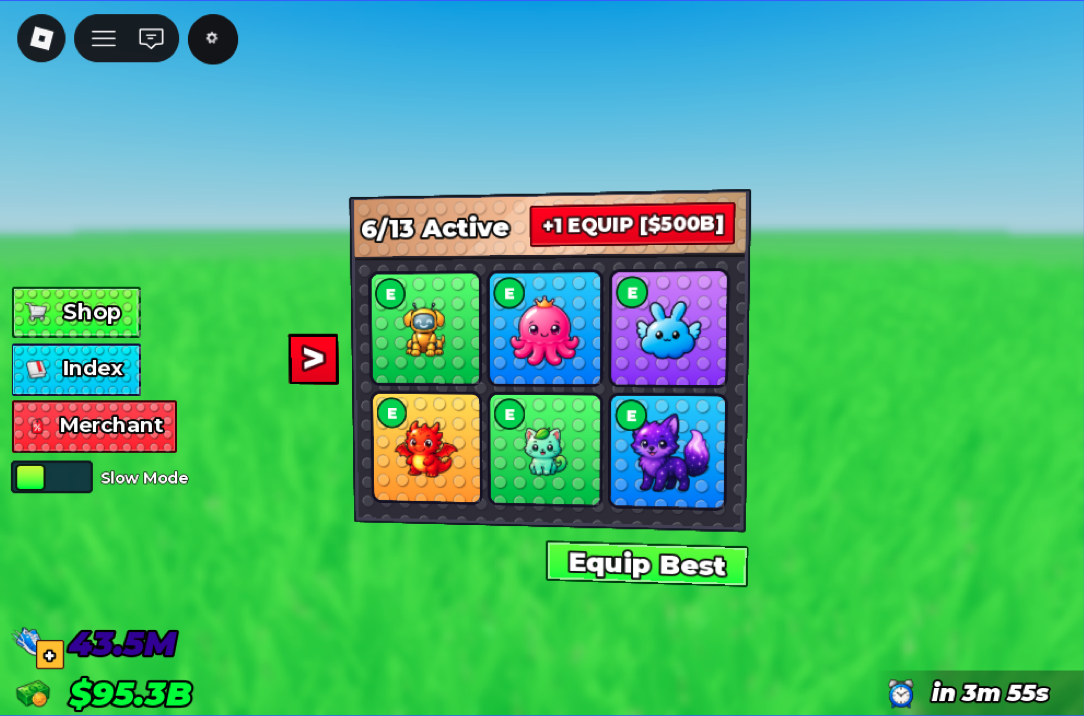 6/13 Active
+1 EQUIP [$500B]
E
E
E
E
E
E
>
Shop
Index
%
Merchant
Slow Mode
Equip Best
+
43.5M
$95.3B
in 3m 55s